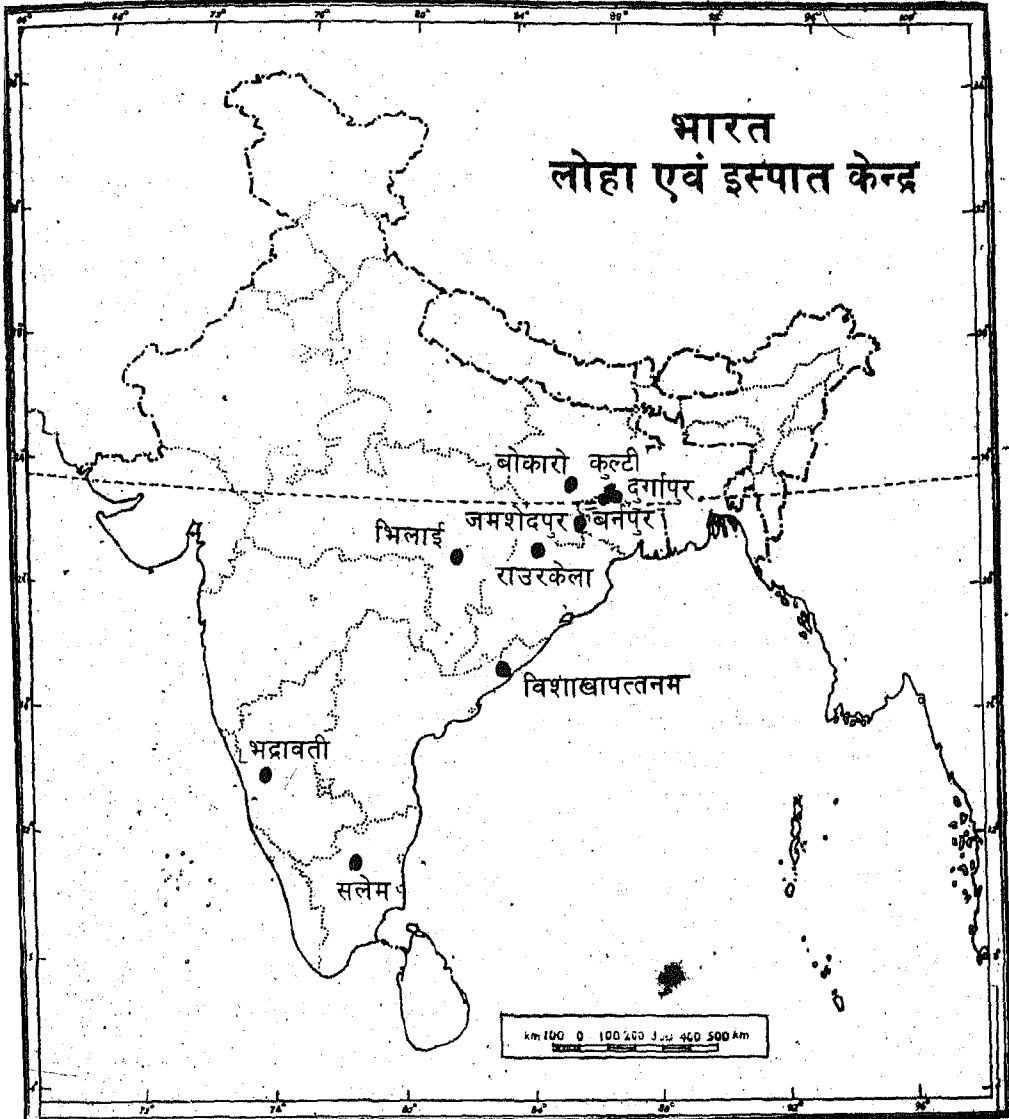 भारत
लोहा एवं इस्पात केन्द्र
बोकारो कुल्टी
दुर्गापुर
जमशेदपुर बर्नपुर
भिलाई
राउरकेला
विशाखापत्तनम
भद्रावती
सलेम
km 100 0 100 200 400 500 km